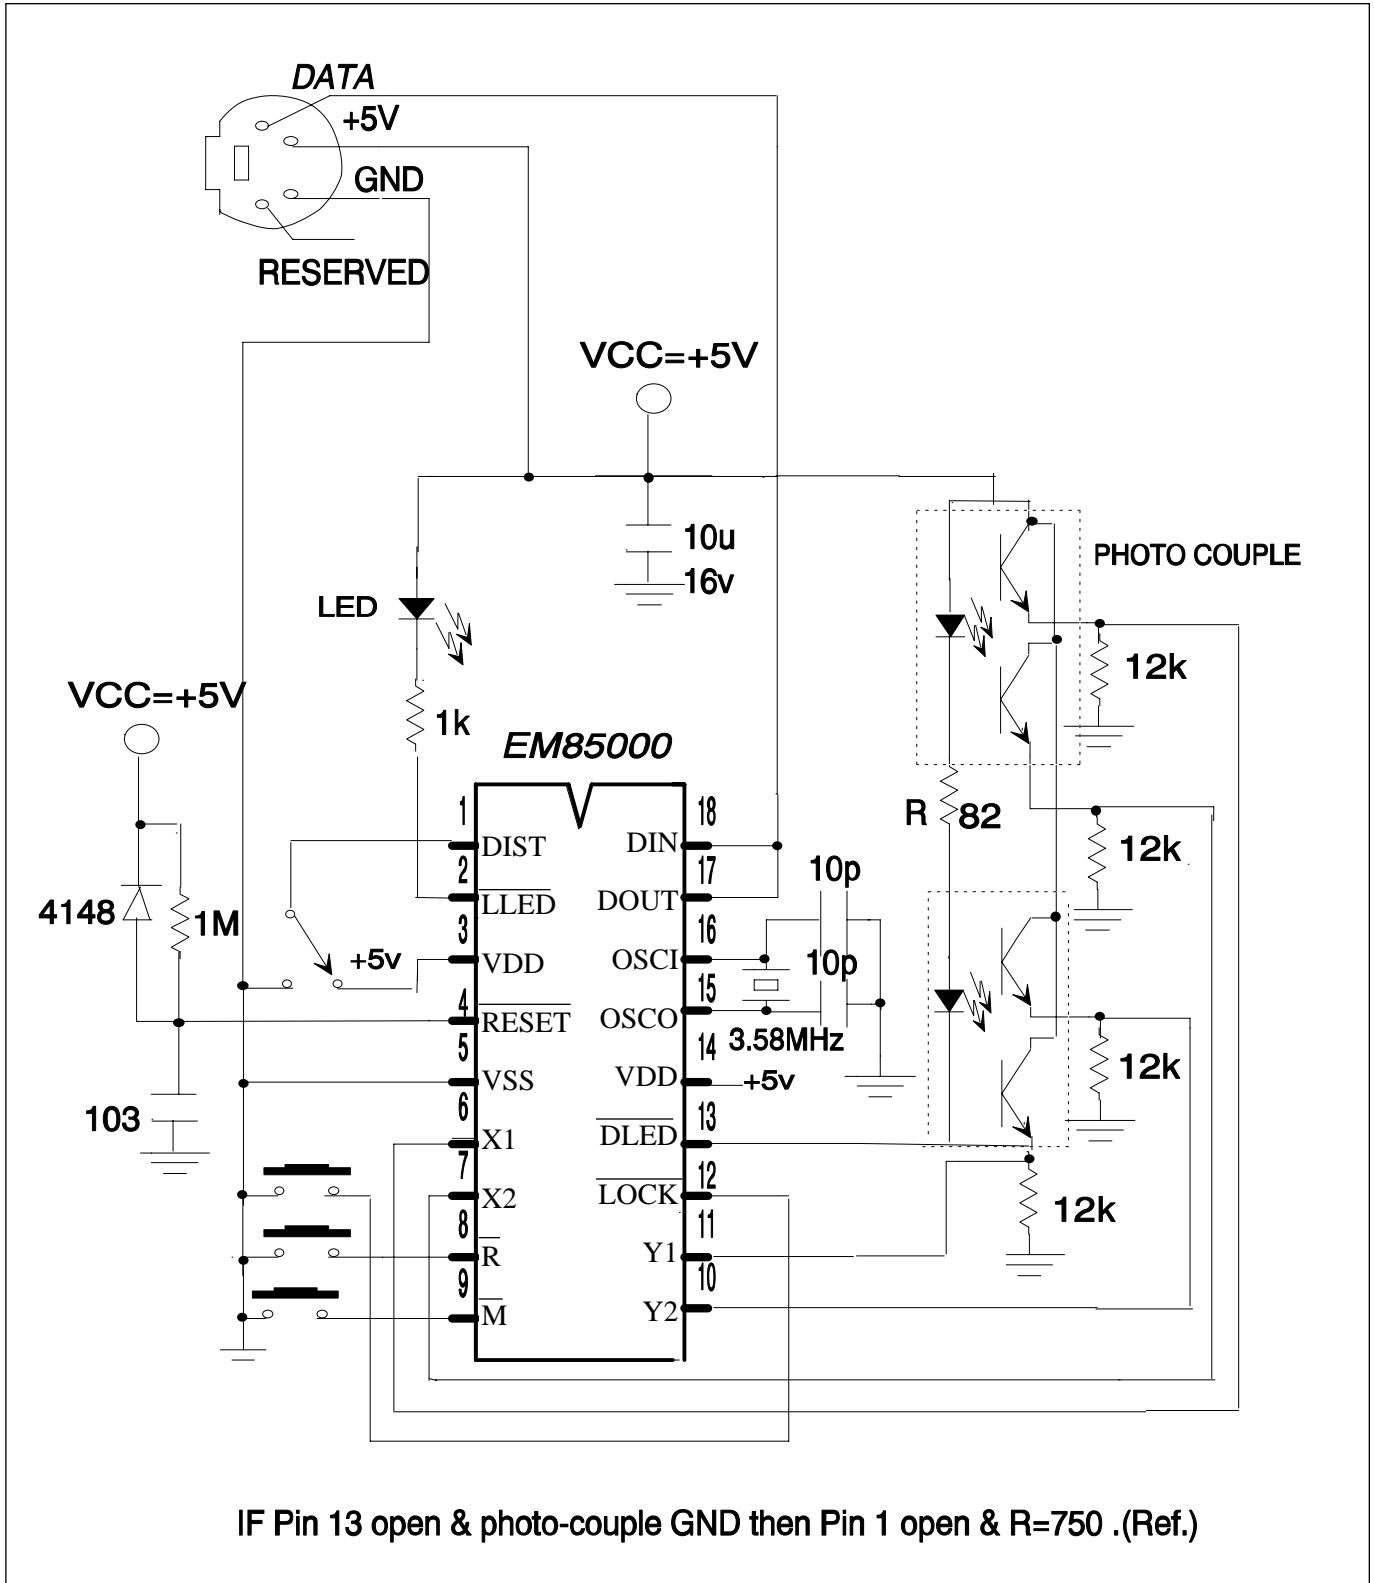 DATA
+5V
GND
RESERVED
VCC=+5V
10u
16v
PHOTO COUPLE
LED
12k
VCC=+5V
1k
EM85000
R 82
12k
1 DIST
2 LLED
3 VDD
4 RESET
5 VSS
6 X1
7 X2
8 R
9 M
18 DIN
17 DOUT
16 OSCI
15 OSCO
14 VDD
13 DLED
12 LOCK
11 Y1
10 Y2
10p
10p
4148
1M
+5v
3.58MHz
+5v
12k
103
12k
IF Pin 13 open & photo-couple GND then Pin 1 open & R=750 .(Ref.)